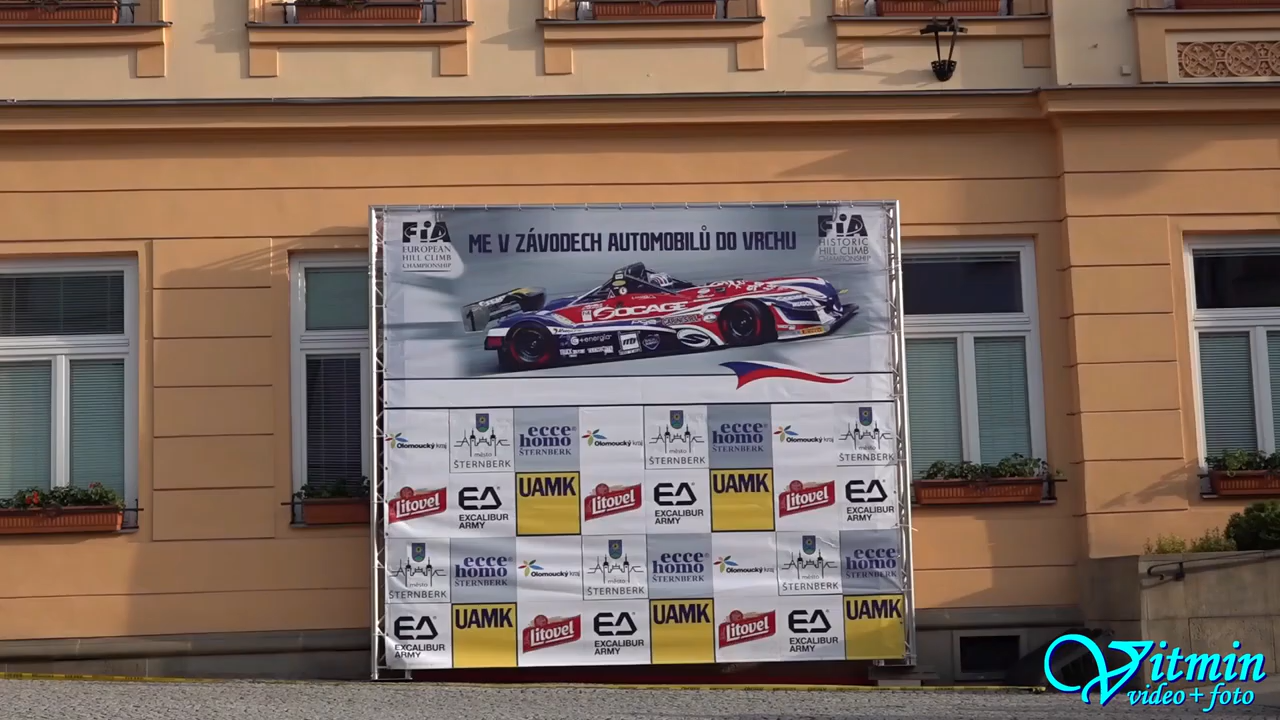 FiA
EUROPEAN
HILL CLIMB
CHAMPIONSHIP
ME V ZÁVODECH AUTOMOBILŮ DO VRCHU
FiA
HISTORIC
HILL CLIMB
CHAMPIONSHIP
SOCAGE
+energia
Olomoucký kraj
město
ŠTERNBERK
ecce
homo
ŠTERNBERK
Olomoucký kraj
město
ŠTERNBERK
ecce
homo
ŠTERNBERK
Olomoucký kraj
město
ŠTERNBERK
Litovel
EA
EXCALIBUR
ARMY
UAMK
Litovel
EA
EXCALIBUR
ARMY
UAMK
Litovel
EA
EXCALIBUR
ARMY
město
ŠTERNBERK
ecce
homo
ŠTERNBERK
Olomoucký kraj
město
ŠTERNBERK
ecce
homo
ŠTERNBERK
Olomoucký kraj
město
ŠTERNBERK
ecce
homo
ŠTERNBERK
EA
EXCALIBUR
ARMY
UAMK
Litovel
EA
EXCALIBUR
ARMY
UAMK
Litovel
EA
EXCALIBUR
ARMY
UAMK
Vitmin
video+foto